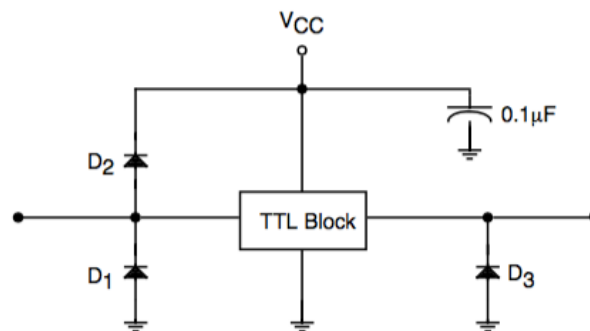 VCC
0.1µF
D2
TTL Block
D1
D3